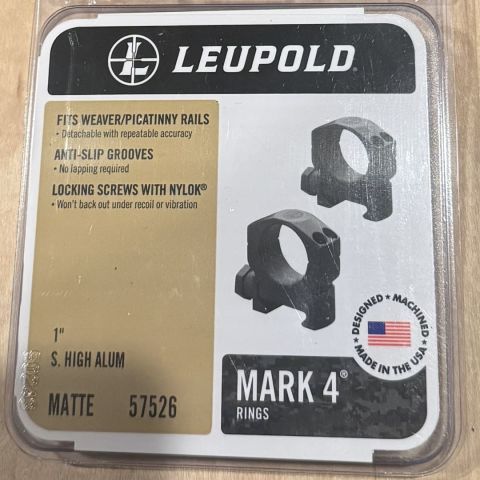 LEUPOLD®
FITS WEAVER/PICATINNY RAILS
• Detachable with repeatable accuracy
ANTI-SLIP GROOVES
• No lapping required
LOCKING SCREWS WITH NYLOK®
• Won't back out under recoil or vibration
1"
S. HIGH ALUM
MATTE 57526
DESIGNED • MACHINED
MADE IN THE USA
MARK 4®
RINGS